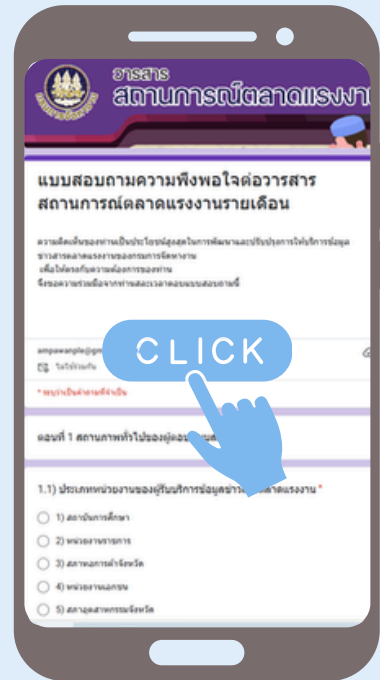 วารสาร
สถานการณ์ตลาดแรงงา
แบบสอบถามความพึงพอใจต่อวารสาร
สถานการณ์ตลาดแรงงานรายเดือน
ความคิดเห็นของท่านเป็นประโยชน์สูงสุดในการพัฒนาและปรับปรุงการให้บริการข้อมูล
ข่าวสารตลาดแรงงานของกรมการจัดหางาน
เพื่อให้ตรงกับความต้องการของท่าน
จึงขอความร่วมมือจากท่านสละเวลาตอบแบบสอบถามนี้
CLICK
ampawanple@gm
ไม่ใช้ร่วมกัน
* ระบุว่าเป็นคำถามที่จำเป็น
ตอนที่ 1 สถานภาพทั่วไปของผู้ตอบ
1.1) ประเภทหน่วยงานของผู้รับบริการข้อมูลข่าว ตลาดแรงงาน *
1) สถาบันการศึกษา
2) หน่วยงานราชการ
3) สภาหอการค้าจังหวัด
4) หน่วยงานเอกชน
5) สภาอุตสาหกรรมจังหวัด